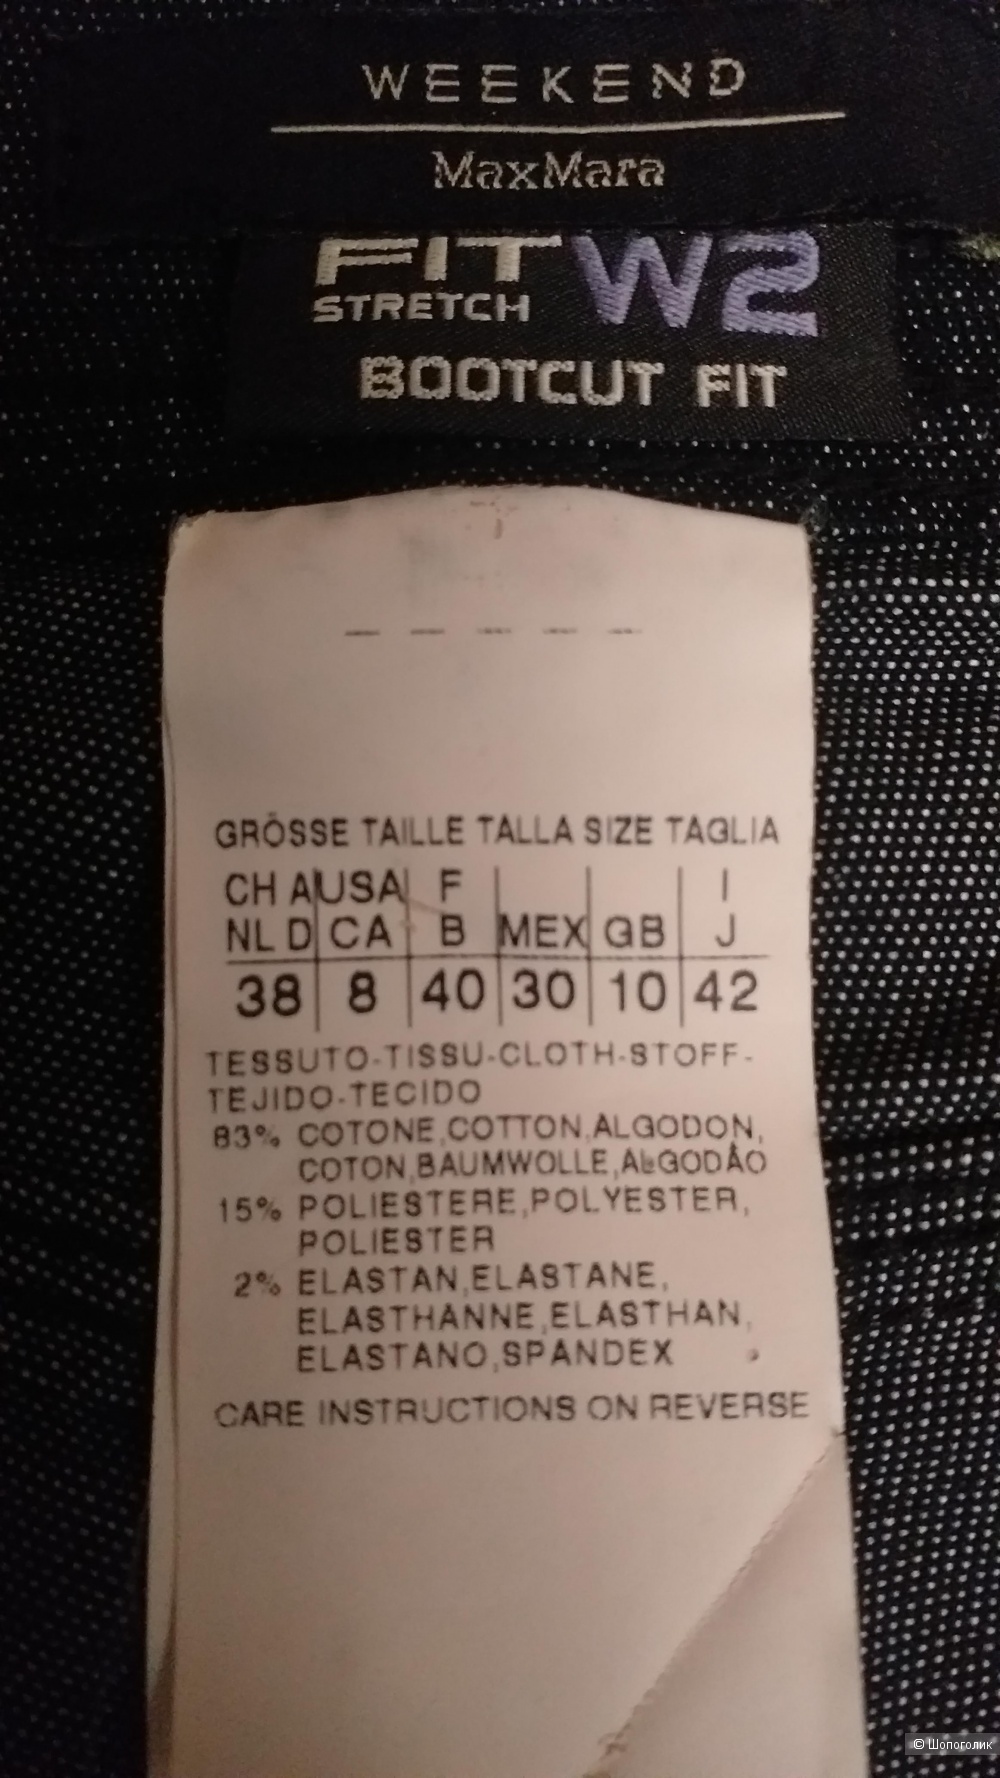 WEEKEND
MaxMara
FIT W2
STRETCH
BOOTCUT FIT
GRÖSSE TAILLE TALLA SIZE TAGLIA
CH A USA F I
NL D CA B MEX GB J
38 8 40 30 10 42
TESSUTO-TISSU-CLOTH-STOFF-
TEJIDO-TECIDO
83% COTONE,COTTON,ALGODON,
COTON,BAUMWOLLE,ALGODÂO
15% POLIESTERE,POLYESTER,
POLIESTER
2% ELASTAN,ELASTANE,
ELASTHANNE,ELASTHAN,
ELASTANO,SPANDEX
CARE INSTRUCTIONS ON REVERSE
© Шопоголик